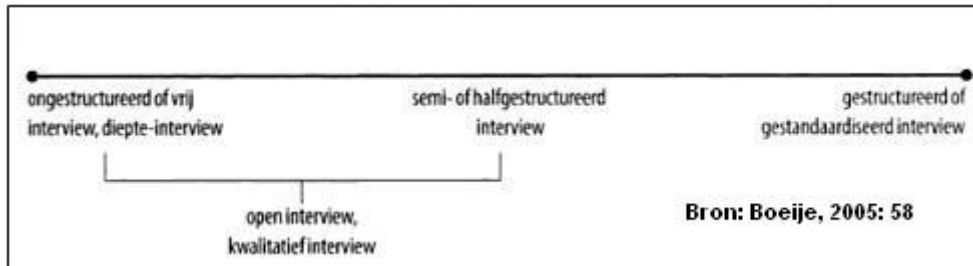 ongestructureerd of vrij
interview, diepte-interview
semi- of halfgestructureerd
interview
gestructureerd of
gestandaardiseerd interview
open interview,
kwalitatief interview
Bron: Boeije, 2005: 58